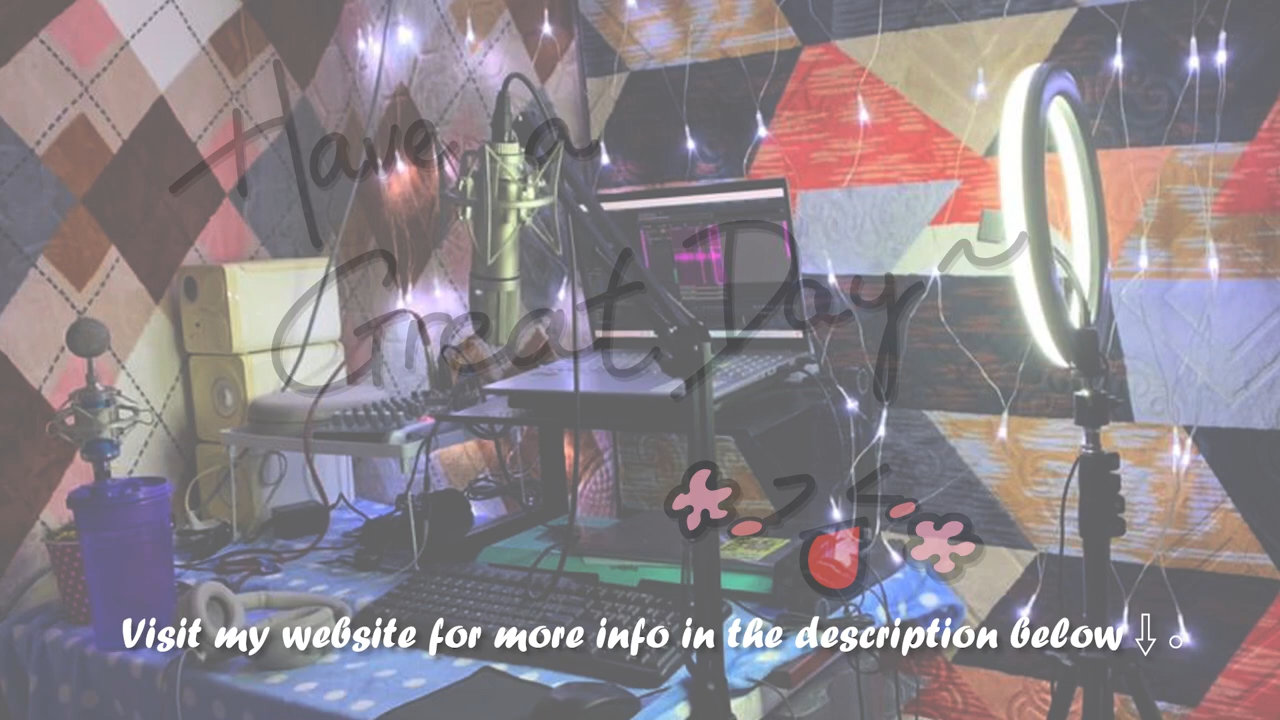 Have a
Great Day ~
> <
Visit my website for more info in the description below ⇩ 。